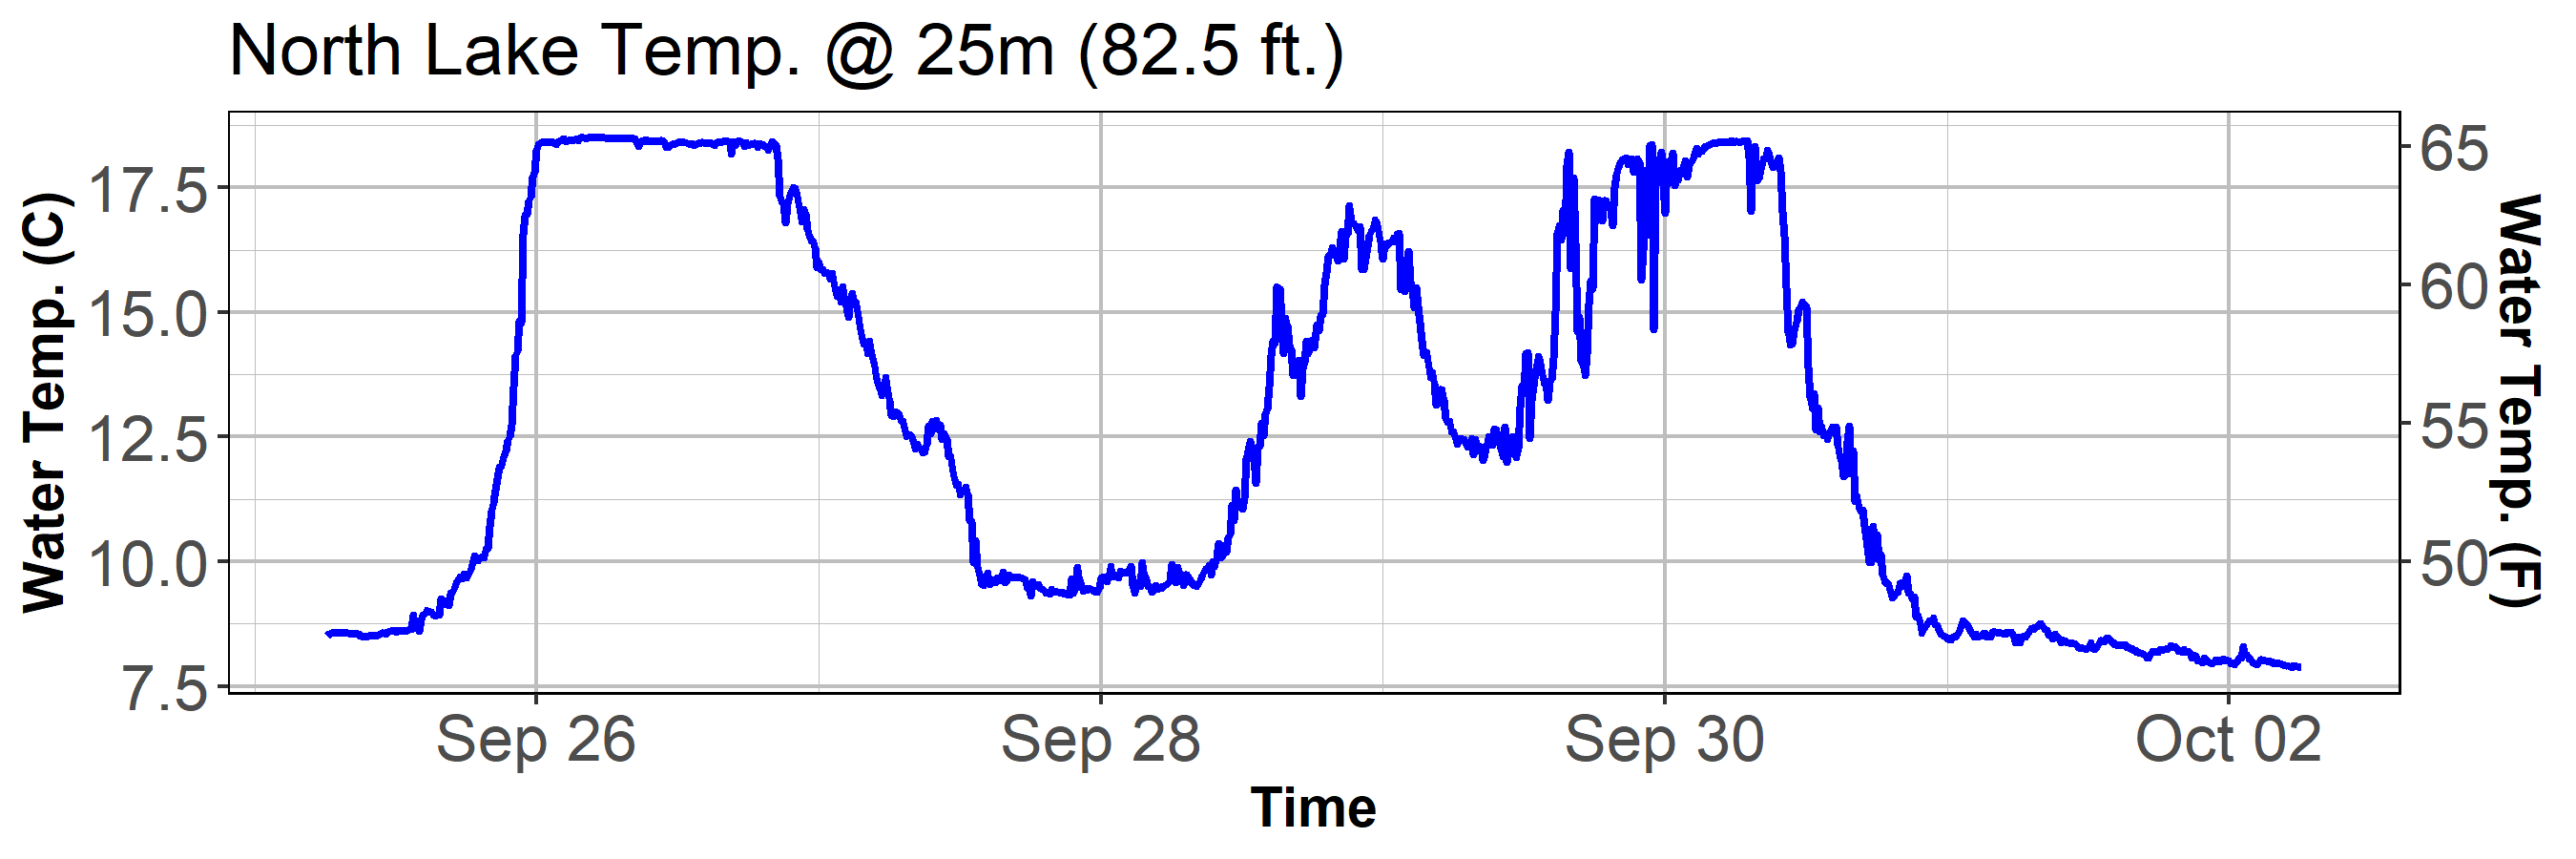 North Lake Temp. @ 25m (82.5 ft.)
Water Temp. (C)
17.5
15.0
12.5
10.0
7.5
65
60
55
50
Water Temp. (F)
Sep 26 Sep 28 Sep 30 Oct 02
Time